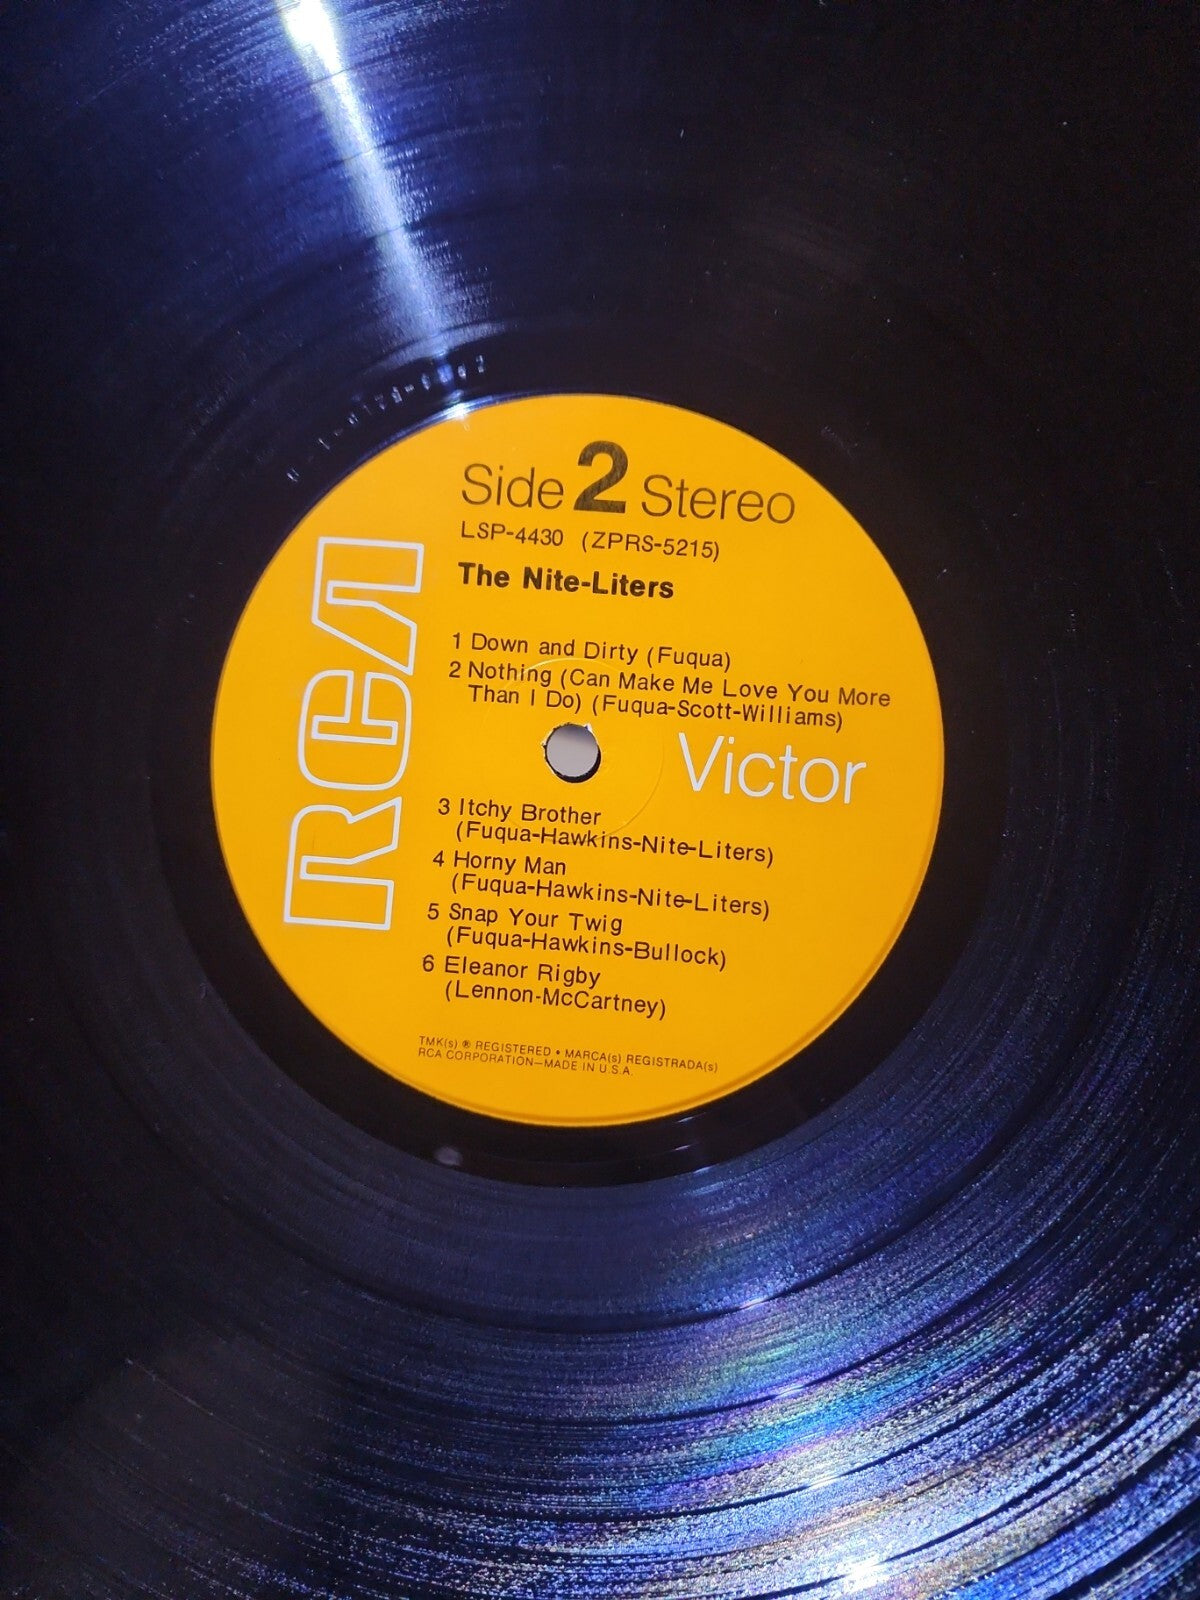 Side 2 Stereo
LSP-4430 (ZPRS-5215)
The Nite-Liters
1 Down and Dirty (Fuqua)
2 Nothing (Can Make Me Love You More
Than I Do) (Fuqua-Scott-Williams)
RCA
Victor
3 Itchy Brother
(Fuqua-Hawkins-Nite-Liters)
4 Horny Man
(Fuqua-Hawkins-Nite-Liters)
5 Snap Your Twig
(Fuqua-Hawkins-Bullock)
6 Eleanor Rigby
(Lennon-McCartney)
TMK(s) ® REGISTERED • MARCA(s) REGISTRADA(s)
RCA CORPORATION—MADE IN U.S.A.